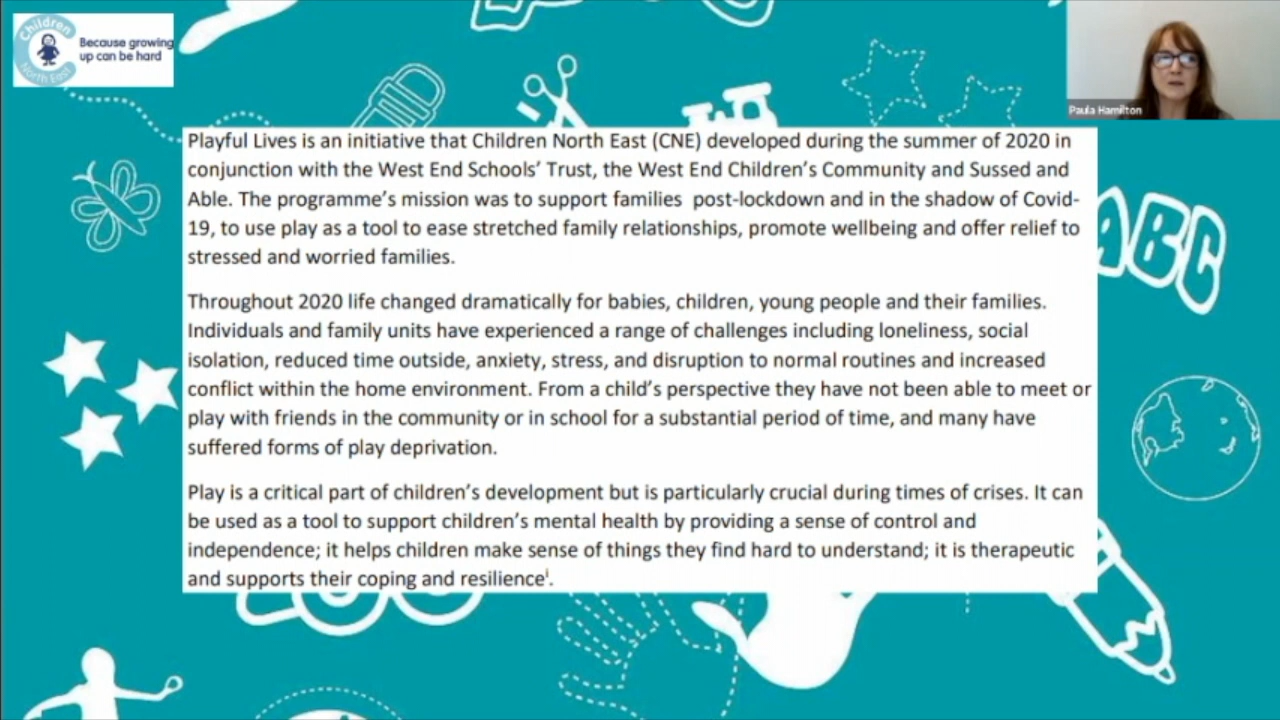 Children
North East
Because growing
up can be hard
Paula Hamilton
Playful Lives is an initiative that Children North East (CNE) developed during the summer of 2020 in
conjunction with the West End Schools’ Trust, the West End Children’s Community and Sussed and
Able. The programme’s mission was to support families  post-lockdown and in the shadow of Covid-
19, to use play as a tool to ease stretched family relationships, promote wellbeing and offer relief to
stressed and worried families.
Throughout 2020 life changed dramatically for babies, children, young people and their families.
Individuals and family units have experienced a range of challenges including loneliness, social
isolation, reduced time outside, anxiety, stress, and disruption to normal routines and increased
conflict within the home environment. From a child’s perspective they have not been able to meet or
play with friends in the community or in school for a substantial period of time, and many have
suffered forms of play deprivation.
Play is a critical part of children’s development but is particularly crucial during times of crises. It can
be used as a tool to support children’s mental health by providing a sense of control and
independence; it helps children make sense of things they find hard to understand; it is therapeutic
and supports their coping and resilienceⁱ.
ABC